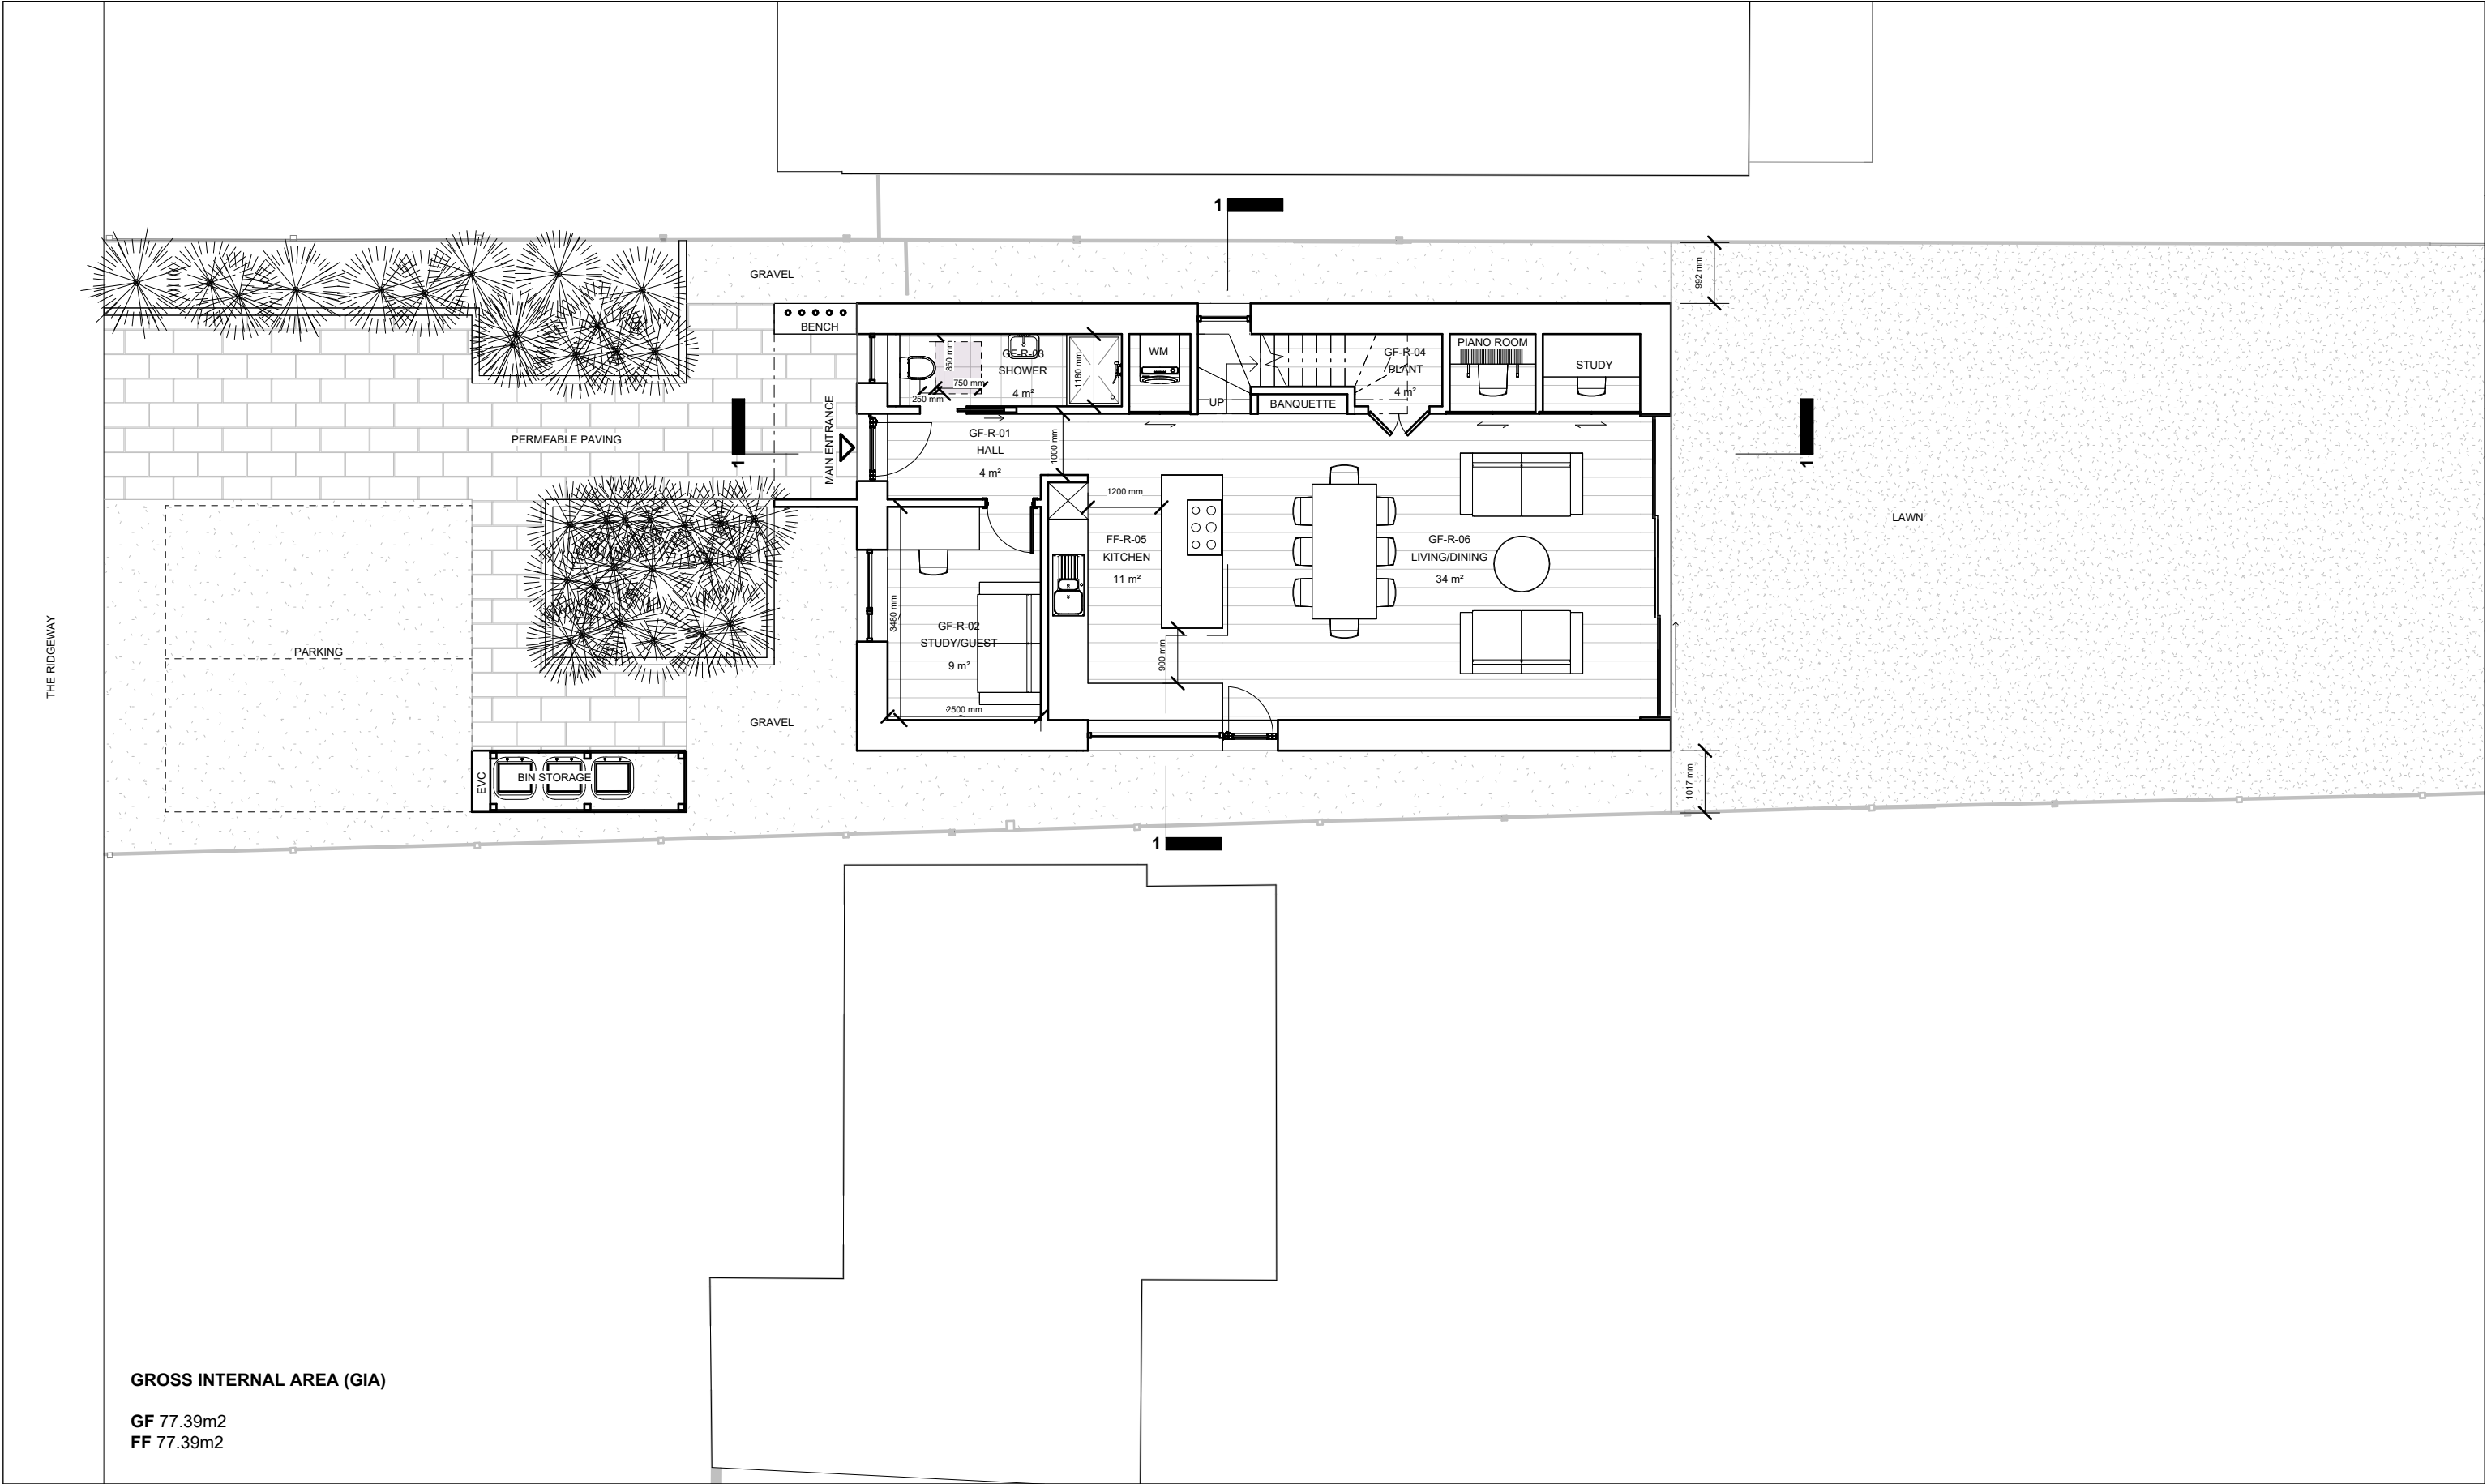 1
992 mm
GRAVEL
BENCH
GF-R-03
SHOWER
4 m²
850 mm
750 mm
250 mm
1180 mm
WM
UP
BANQUETTE
GF-R-04
PLANT
4 m²
PIANO ROOM
STUDY
PERMEABLE PAVING
1
MAIN ENTRANCE
GF-R-01
HALL
4 m²
1000 mm
1
1200 mm
FF-R-05
KITCHEN
11 m²
GF-R-06
LIVING/DINING
34 m²
LAWN
THE RIDGEWAY
PARKING
3480 mm
GF-R-02
STUDY/GUEST
9 m²
900 mm
2500 mm
GRAVEL
EVC
BIN STORAGE
1017 mm
1
GROSS INTERNAL AREA (GIA)
GF 77.39m2
FF 77.39m2